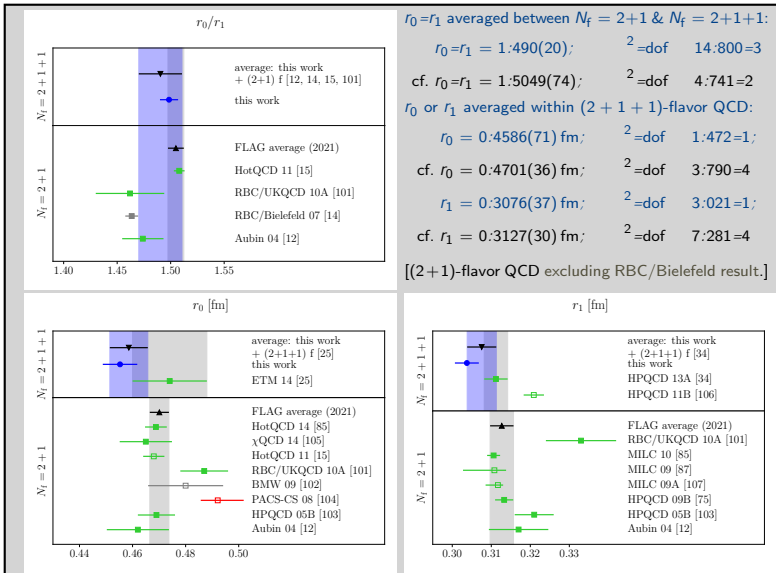 r₀/r₁
N_f = 2 + 1 + 1
average: this work
+ (2+1) f [12, 14, 15, 101]
this work
N_f = 2 + 1
FLAG average (2021)
HotQCD 11 [15]
RBC/UKQCD 10A [101]
RBC/Bielefeld 07 [14]
Aubin 04 [12]
1.40 1.45 1.50 1.55
r₀=r₁ averaged between N_f = 2+1 & N_f = 2+1+1:
r₀=r₁ = 1:490(20); ²=dof 14:800=3
cf. r₀=r₁ = 1:5049(74); ²=dof 4:741=2
r₀ or r₁ averaged within (2 + 1 + 1)-flavor QCD:
r₀ = 0:4586(71) fm; ²=dof 1:472=1;
cf. r₀ = 0:4701(36) fm; ²=dof 3:790=4
r₁ = 0:3076(37) fm; ²=dof 3:021=1;
cf. r₁ = 0:3127(30) fm; ²=dof 7:281=4
[(2+1)-flavor QCD excluding RBC/Bielefeld result.]
r₀ [fm]
N_f = 2 + 1 + 1
average: this work
+ (2+1+1) f [25]
this work
ETM 14 [25]
N_f = 2 + 1
FLAG average (2021)
HotQCD 14 [85]
χQCD 14 [105]
HotQCD 11 [15]
RBC/UKQCD 10A [101]
BMW 09 [102]
PACS-CS 08 [104]
HPQCD 05B [103]
Aubin 04 [12]
0.44 0.46 0.48 0.50
r₁ [fm]
N_f = 2 + 1 + 1
average: this work
+ (2+1+1) f [34]
this work
HPQCD 13A [34]
HPQCD 11B [106]
N_f = 2 + 1
FLAG average (2021)
RBC/UKQCD 10A [101]
MILC 10 [85]
MILC 09 [87]
MILC 09A [107]
HPQCD 09B [75]
HPQCD 05B [103]
Aubin 04 [12]
0.30 0.31 0.32 0.33